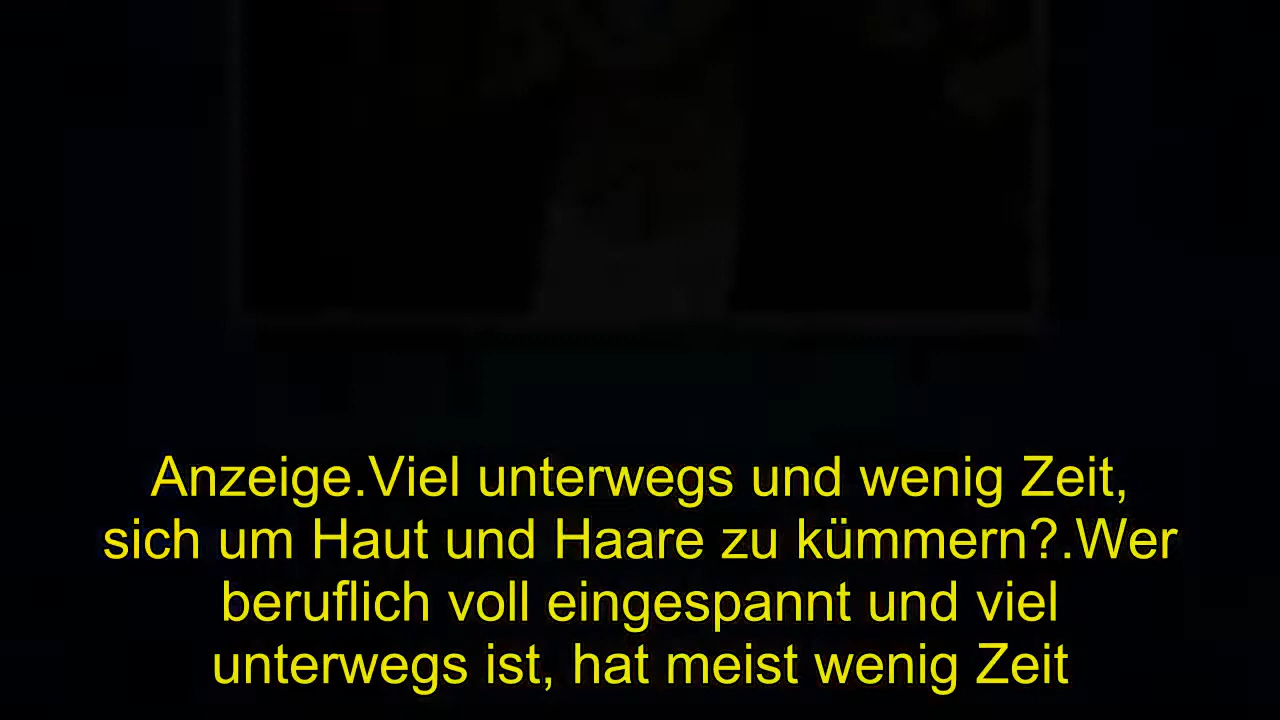 Anzeige.Viel unterwegs und wenig Zeit,
sich um Haut und Haare zu kümmern?.Wer
beruflich voll eingespannt und viel
unterwegs ist, hat meist wenig Zeit